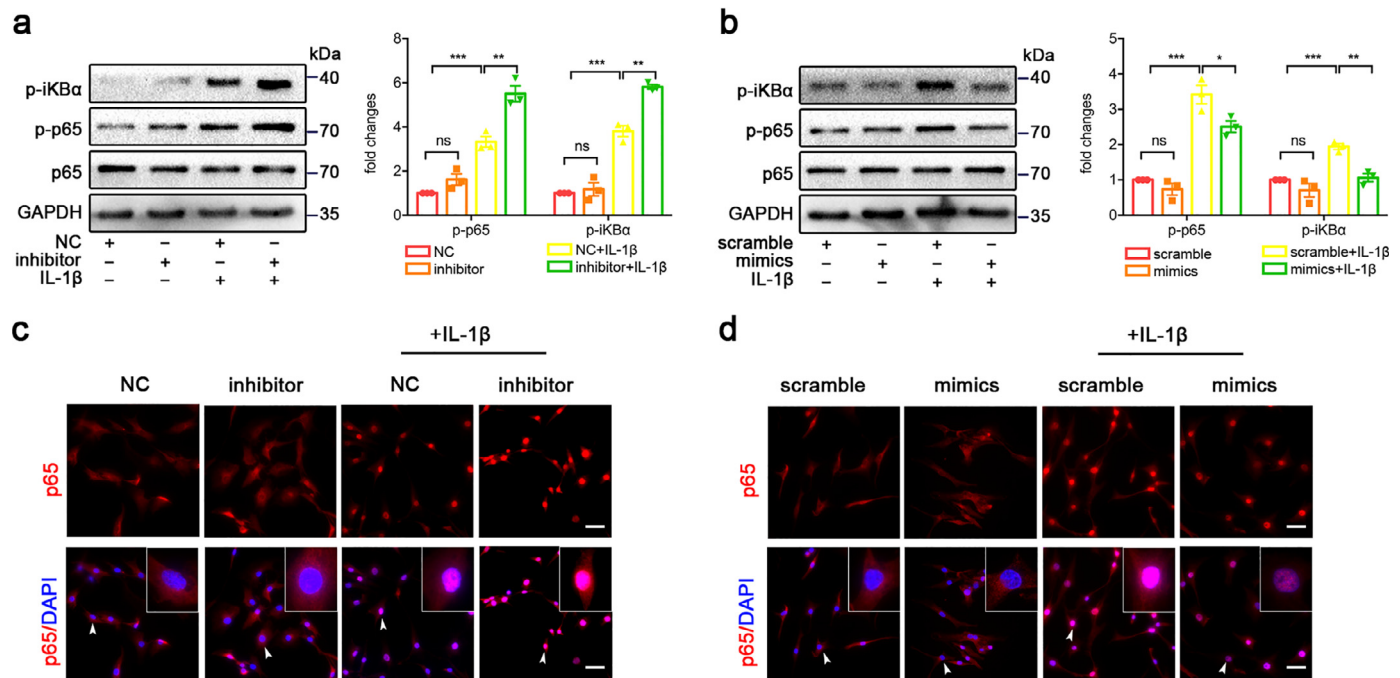 a
kDa
p-iKBα
40
p-p65
70
p65
70
GAPDH
35
NC + − + −
inhibitor − + − +
IL-1β − − + +
fold changes
8
6
4
2
0
ns
***
**
ns
***
**
p-p65
p-iKBα
NC
NC+IL-1β
inhibitor
inhibitor+IL-1β
b
kDa
p-iKBα
40
p-p65
70
p65
70
GAPDH
35
scramble + − + −
mimics − + − +
IL-1β − − + +
fold changes
5
4
3
2
1
0
ns
***
*
ns
***
**
p-p65
p-iKBα
scramble
scramble+IL-1β
mimics
mimics+IL-1β
c
+IL-1β
NC inhibitor NC inhibitor
p65
p65/DAPI
d
+IL-1β
scramble mimics scramble mimics
p65
p65/DAPI